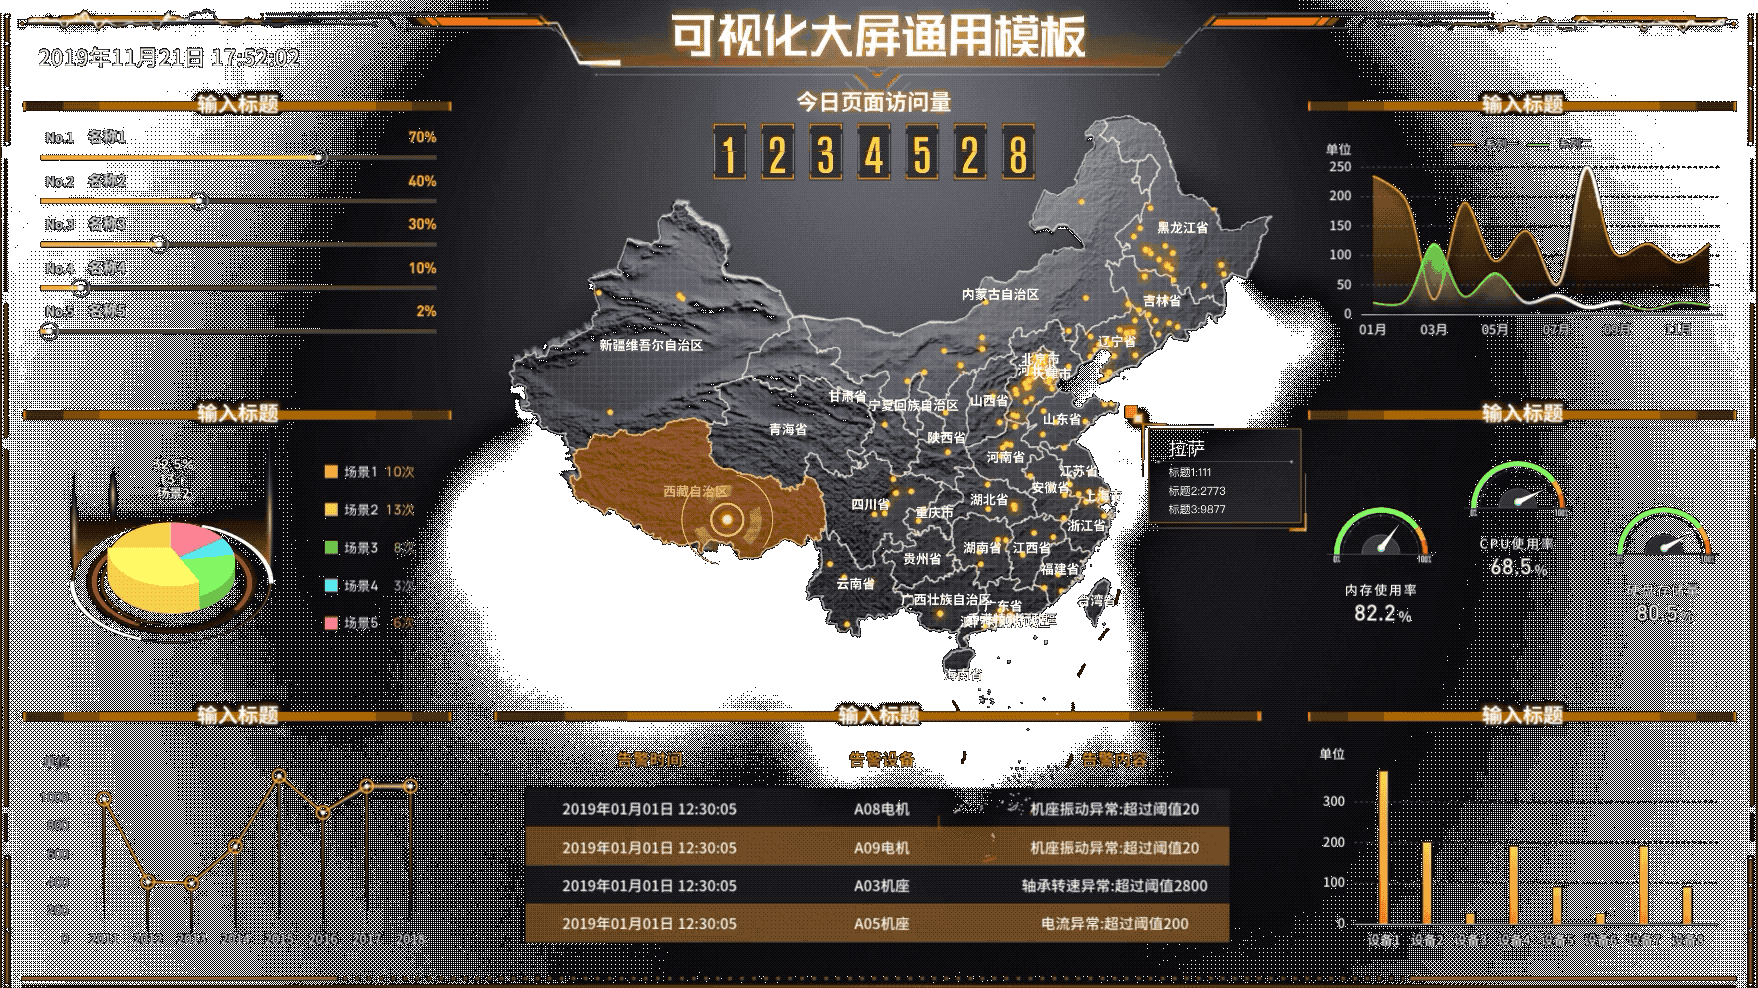 可视化大屏通用模板
2019年11月21日 17:52:02
今日页面访问量
1 2 3 4 5 2 8
输入标题
No.1 名称1 70%
No.2 名称2 40%
No.3 名称3 30%
No.4 名称4 10%
No.5 名称5 2%
输入标题
场景2
场景1 10次
场景2 13次
场景3 8次
场景4 3次
场景5 6次
输入标题
黑龙江省
内蒙古自治区
吉林省
辽宁省
新疆维吾尔自治区
北京市
甘肃省
宁夏回族自治区
山西省
山东省
青海省
陕西省
河南省
江苏省
西藏自治区
安徽省
上海市
四川省
湖北省
重庆市
浙江省
湖南省
江西省
贵州省
福建省
云南省
广西壮族自治区
广东省
台湾省
海南省
拉萨
标题1:111
标题2:2773
标题3:9877
输入标题
告警时间 告警设备 告警内容
2019年01月01日 12:30:05 A08电机 机座振动异常:超过阈值20
2019年01月01日 12:30:05 A09电机 机座振动异常:超过阈值20
2019年01月01日 12:30:05 A03机座 轴承转速异常:超过阈值2800
2019年01月01日 12:30:05 A05机座 电流异常:超过阈值200
输入标题
单位
250
200
150
100
50
0
01月 03月 05月 07月 09月 11月
输入标题
CPU使用率
68.5%
内存使用率
82.2%
80.5
输入标题
单位
300
200
100
0
设备1 设备2